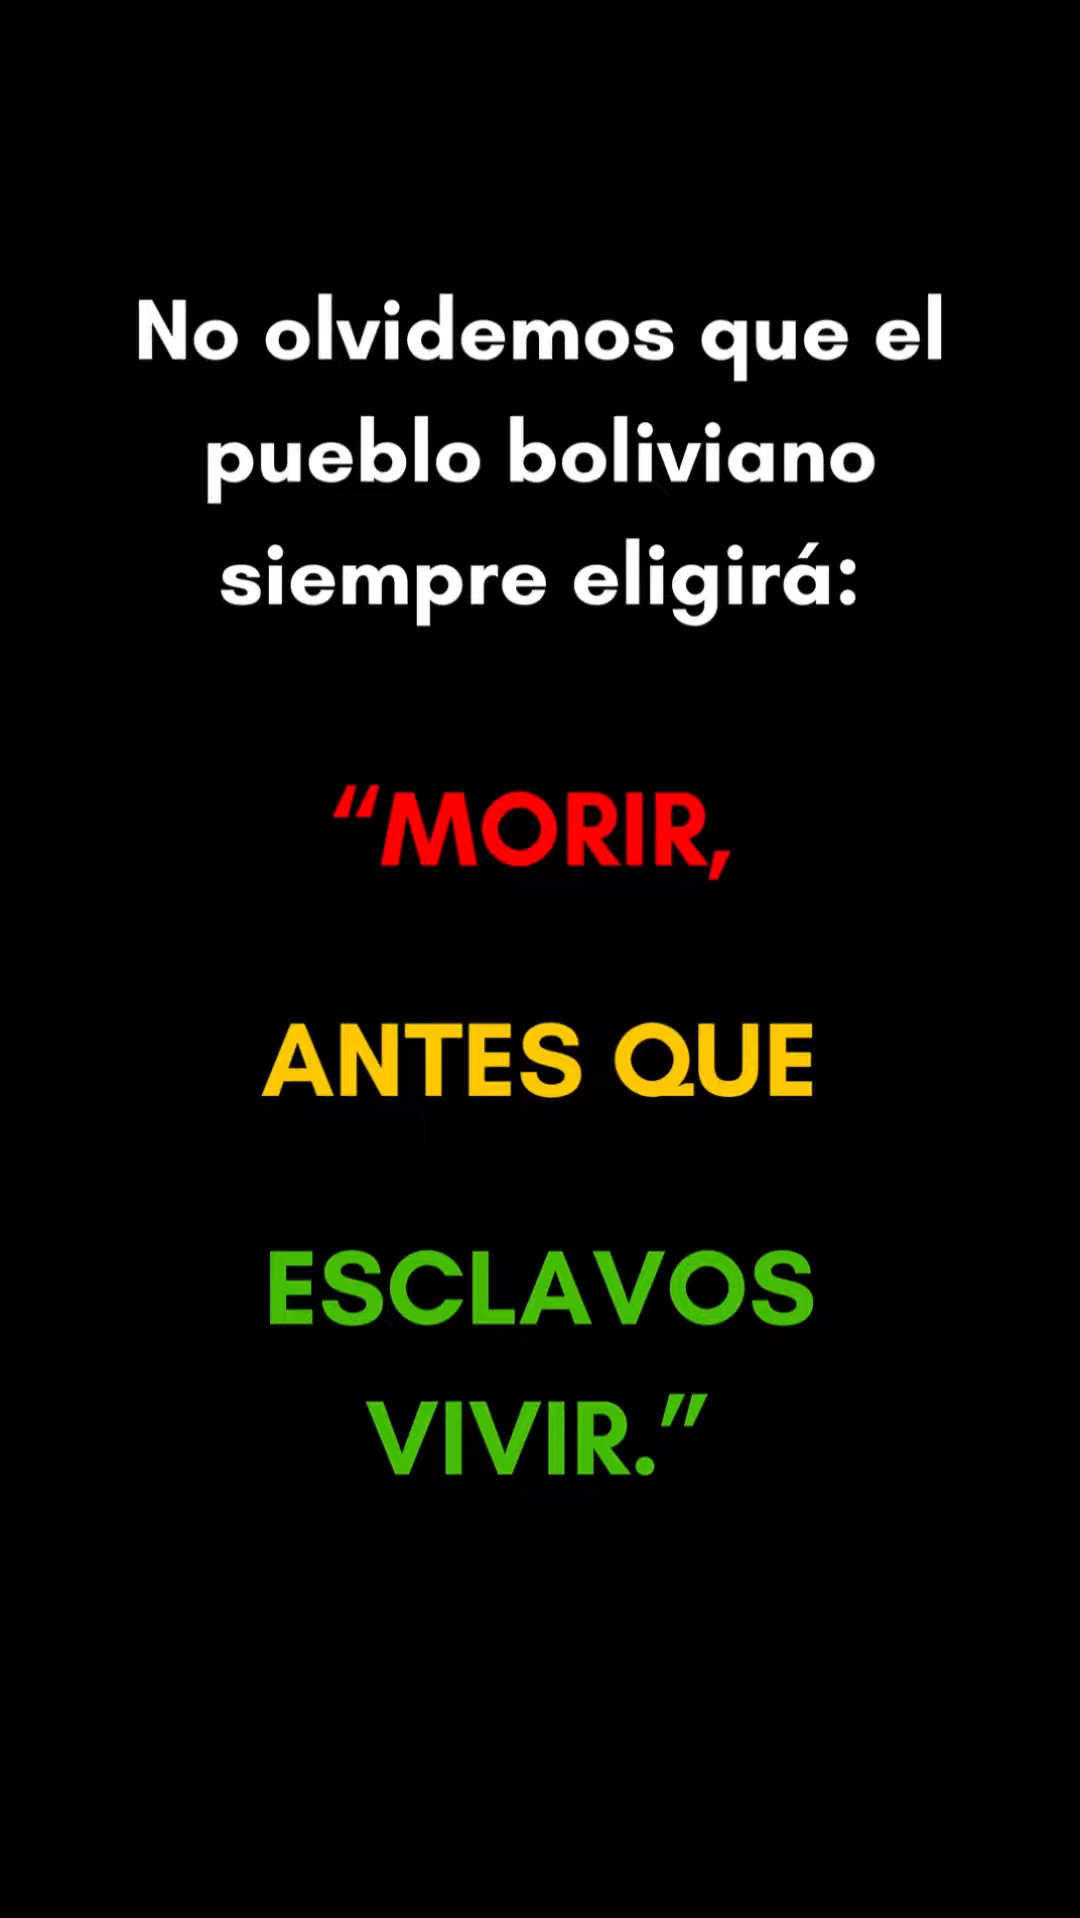 No olvidemos que el
pueblo boliviano
siempre eligirá:
“MORIR,
ANTES QUE
ESCLAVOS
VIVIR.”